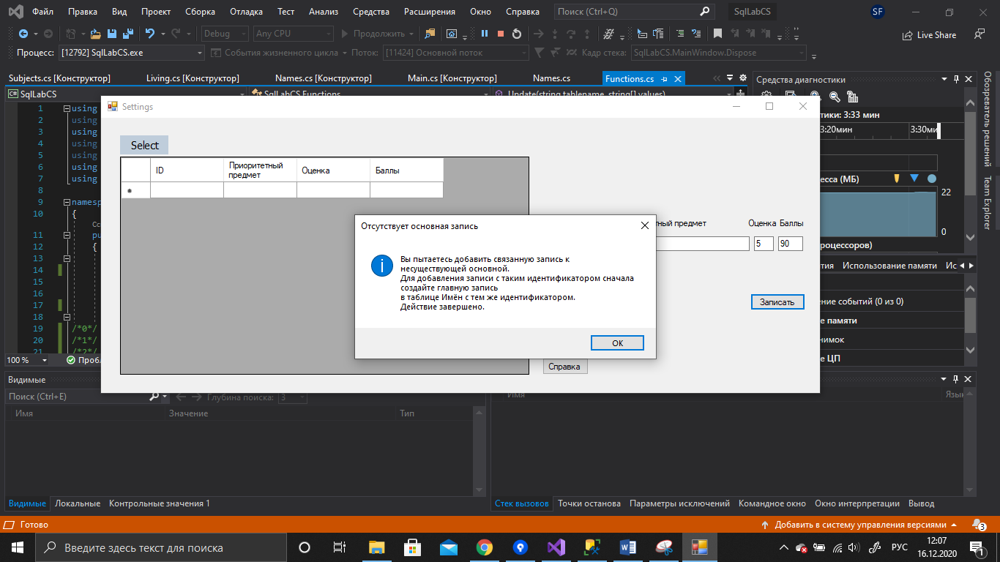 Файл Правка Вид Проект Сборка Отладка Тест Анализ Средства Расширения Окно Справка Поиск (Ctrl+Q) SqlLabCS SF
Debug Any CPU Продолжить Live Share
Процесс: [12792] SqlLabCS.exe События жизненного цикла Поток: [11424] Основной поток Кадр стека: SqlLabCS.MainWindow.Dispose
Subjects.cs [Конструктор] Living.cs [Конструктор] Names.cs [Конструктор] Main.cs [Конструктор] Names.cs Functions.cs
Средства диагностики
SqlLabCS SqlLabCS.Functions Update(string tablename, string[] values)
Обозреватель решений
Team Explorer
1 using
2 using
3 using
4 using
5 using
6 using
7 using
8
9 namesp
10 {
11 pu
12 {
13
14
15
16
17
18
19 /*0*/
20 /*1*/
21 /*2*/
100 %
тики: 3:33 мин
3:20мин 3:30ми
есса (МБ)
22
0
роцессоров)
Использование памяти Ис
ение событий (0 из 0)
е памяти
нимок
е ЦП
Settings
Select
ID Приоритетный предмет Оценка Баллы
тный предмет Оценка Баллы
5 90
Записать
Справка
Отсутствует основная запись
Вы пытаетесь добавить связанную запись к
несуществующей основной.
Для добавления записи с таким идентификатором сначала
создайте главную запись
в таблице Имён с тем же идентификатором.
Действие завершено.
ОК
Видимые
Поиск (Ctrl+E) Глубина поиска: 3
Имя Значение Тип
Имя Язы
Видимые Локальные Контрольные значения 1
Стек вызовов Точки останова Параметры исключений Командное окно Окно интерпретации Вывод
Готово
Добавить в систему управления версиями 3
Введите здесь текст для поиска
РУС
12:07
16.12.2020
1